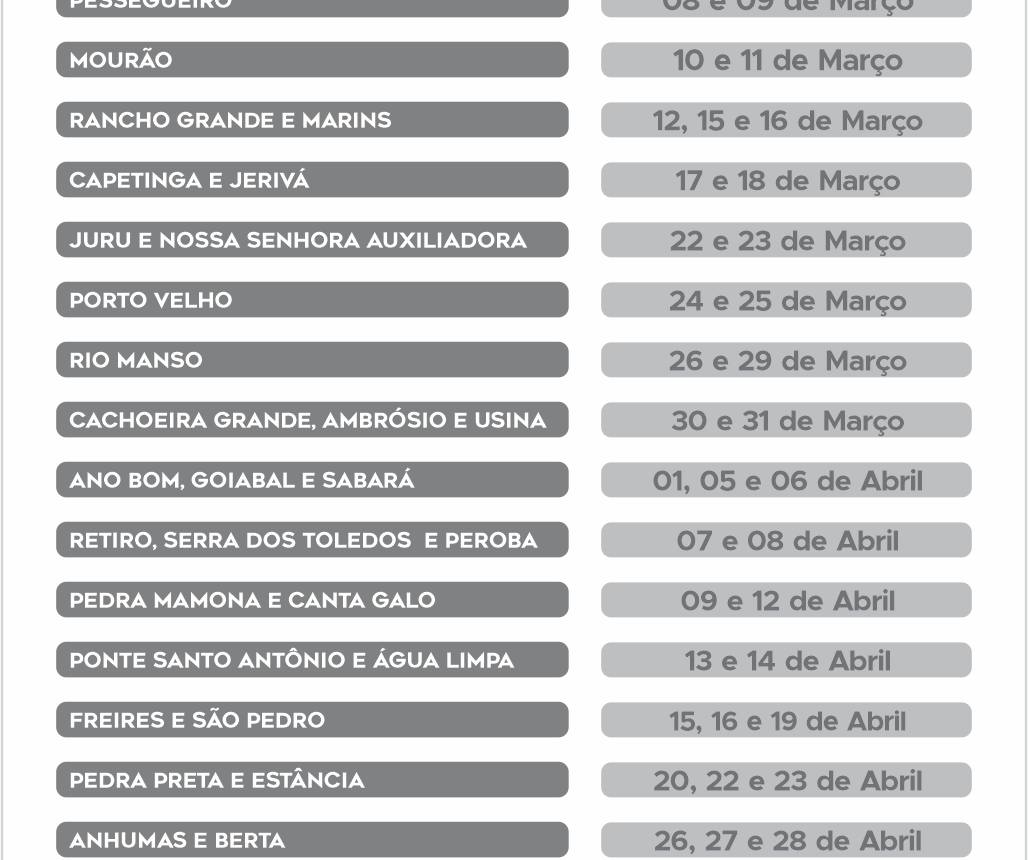 PESSEGUEIRO 08 e 09 de Março
MOURÃO 10 e 11 de Março
RANCHO GRANDE E MARINS 12, 15 e 16 de Março
CAPETINGA E JERIVÁ 17 e 18 de Março
JURU E NOSSA SENHORA AUXILIADORA 22 e 23 de Março
PORTO VELHO 24 e 25 de Março
RIO MANSO 26 e 29 de Março
CACHOEIRA GRANDE, AMBRÓSIO E USINA 30 e 31 de Março
ANO BOM, GOIABAL E SABARÁ 01, 05 e 06 de Abril
RETIRO, SERRA DOS TOLEDOS E PEROBA 07 e 08 de Abril
PEDRA MAMONA E CANTA GALO 09 e 12 de Abril
PONTE SANTO ANTÔNIO E ÁGUA LIMPA 13 e 14 de Abril
FREIRES E SÃO PEDRO 15, 16 e 19 de Abril
PEDRA PRETA E ESTÂNCIA 20, 22 e 23 de Abril
ANHUMAS E BERTA 26, 27 e 28 de Abril